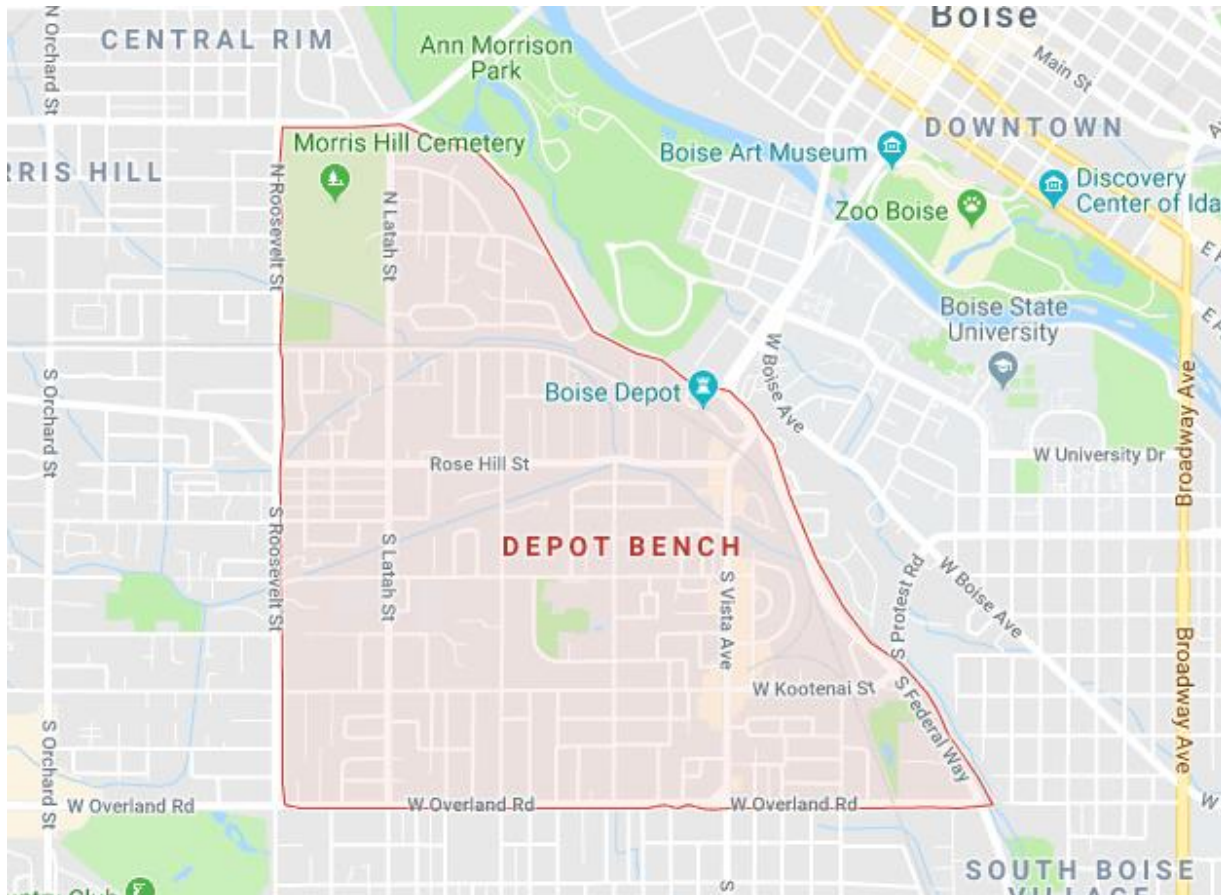 Boise
N Orchard St
CENTRAL RIM
Ann Morrison
Park
Main St
DOWNTOWN
Morris Hill Cemetery
Boise Art Museum
RRIS HILL
Discovery
Center of Ida
Zoo Boise
N Roosevelt St
N Latah St
Boise State
University
W Boise Ave
Boise Depot
S Orchard St
Broadway Ave
Rose Hill St
W University Dr
S Roosevelt St
S Latah St
DEPOT BENCH
S Vista Ave
S Protest Rd
W Boise Ave
Broadway Ave
W Kootenai St
S Federal Way
S Orchard St
W Overland Rd
W Overland Rd
W Overland Rd
W
SOUTH BOISE
VILLAGE
Club
S